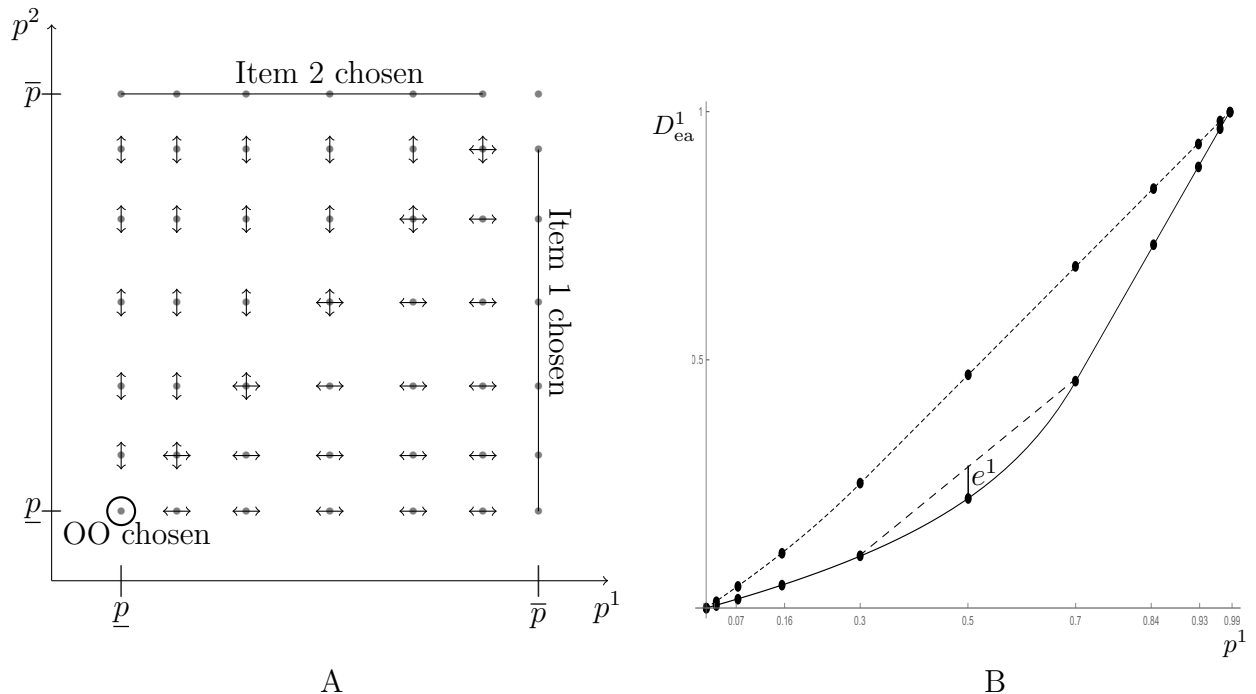 p²
p̅
Item 2 chosen
Item 1 chosen
p̲
OO chosen
p̲
p̅
p¹
A
D¹ₑₐ
1
0.5
e¹
0.07
0.16
0.3
0.5
0.7
0.84
0.93
0.99
p¹
B